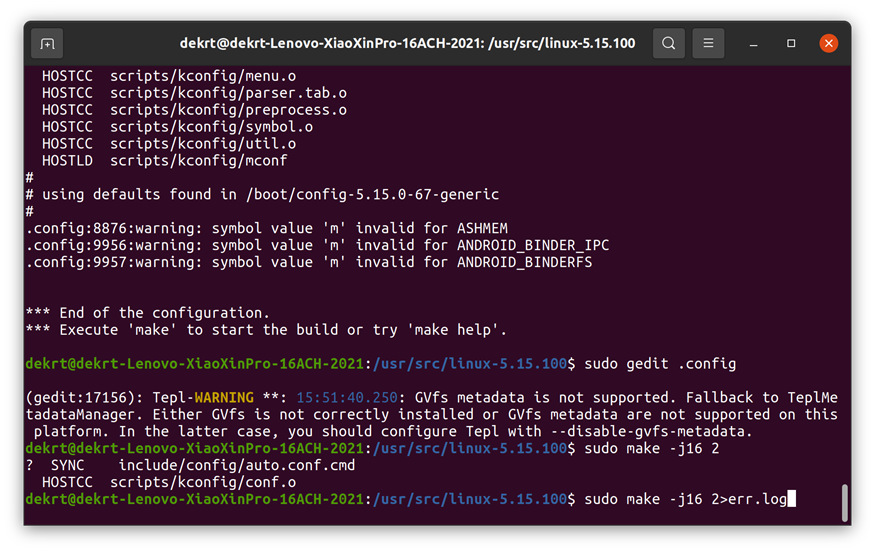 dekrt@dekrt-Lenovo-XiaoXinPro-16ACH-2021: /usr/src/linux-5.15.100
HOSTCC  scripts/kconfig/menu.o
HOSTCC  scripts/kconfig/parser.tab.o
HOSTCC  scripts/kconfig/preprocess.o
HOSTCC  scripts/kconfig/symbol.o
HOSTCC  scripts/kconfig/util.o
HOSTLD  scripts/kconfig/mconf
#
# using defaults found in /boot/config-5.15.0-67-generic
#
.config:8876:warning: symbol value 'm' invalid for ASHMEM
.config:9956:warning: symbol value 'm' invalid for ANDROID_BINDER_IPC
.config:9957:warning: symbol value 'm' invalid for ANDROID_BINDERFS
*** End of the configuration.
*** Execute 'make' to start the build or try 'make help'.
dekrt@dekrt-Lenovo-XiaoXinPro-16ACH-2021:/usr/src/linux-5.15.100$ sudo gedit .config
(gedit:17156): Tepl-WARNING **: 15:51:40.250: GVfs metadata is not supported. Fallback to TeplMe
tadataManager. Either GVfs is not correctly installed or GVfs metadata are not supported on this
 platform. In the latter case, you should configure Tepl with --disable-gvfs-metadata.
dekrt@dekrt-Lenovo-XiaoXinPro-16ACH-2021:/usr/src/linux-5.15.100$ sudo make -j16 2
?  SYNC    include/config/auto.conf.cmd
HOSTCC  scripts/kconfig/conf.o
dekrt@dekrt-Lenovo-XiaoXinPro-16ACH-2021:/usr/src/linux-5.15.100$ sudo make -j16 2>err.log